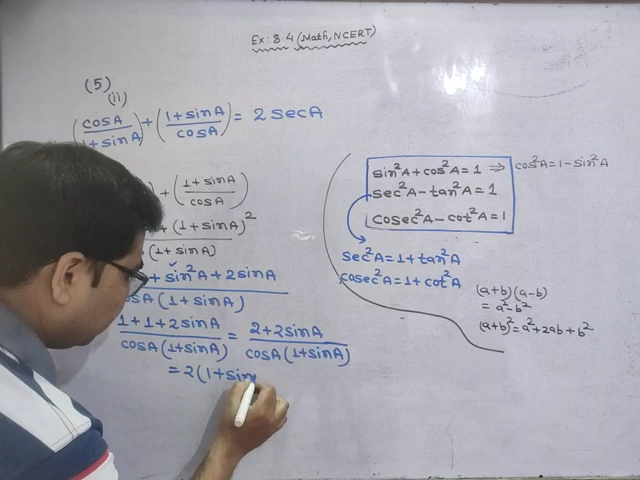 Ex: 8.4 (Math, NCERT)
(5)
(ii)
(cosA/1+sinA) + (1+sinA/cosA) = 2 secA
) + (1+sinA/cosA)
+ (1+sinA)²
(1+sinA)
+ sin²A + 2sinA
cosA (1+sinA)
1+1+2sinA/cosA (1+sinA) = 2+2sinA/cosA (1+sinA)
= 2(1+sin
sin²A + cos²A = 1 ⇒ cos²A = 1 − sin²A
sec²A − tan²A = 1
cosec²A − cot²A = 1
sec²A = 1 + tan²A
cosec²A = 1 + cot²A
(a+b)(a-b)
= a²-b²
(a+b)² = a²+2ab+b²